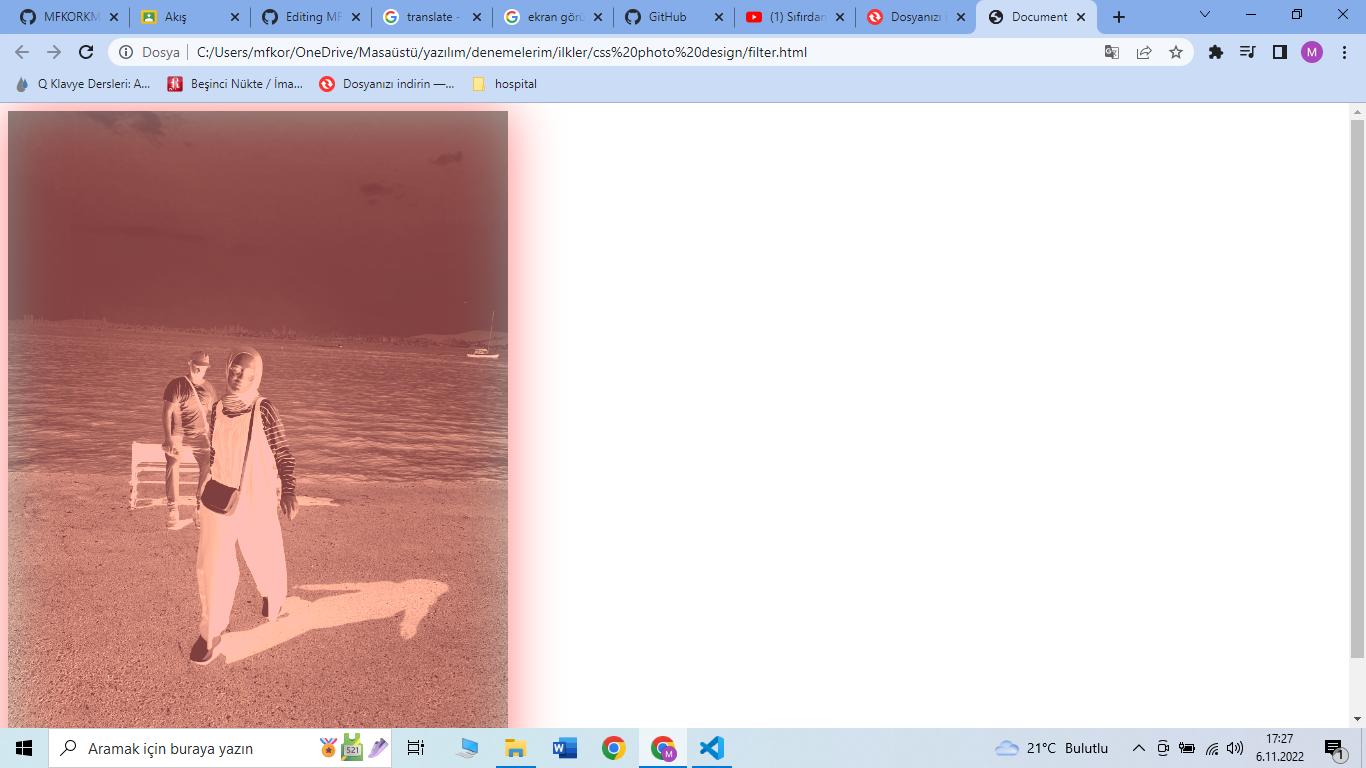 MFKORKM
Akış
Editing MF
translate -
ekran görü
GitHub
(1) Sıfırdan
Dosyanızı i
Document
Dosya
C:/Users/mfkor/OneDrive/Masaüstü/yazılım/denemelerim/ilkler/css%20photo%20design/filter.html
M
Q Klavye Dersleri: A...
Beşinci Nükte / İma...
Dosyanızı indirin —...
hospital
Aramak için buraya yazın
521
M
21°C Bulutlu
17:27
6.11.2022
1